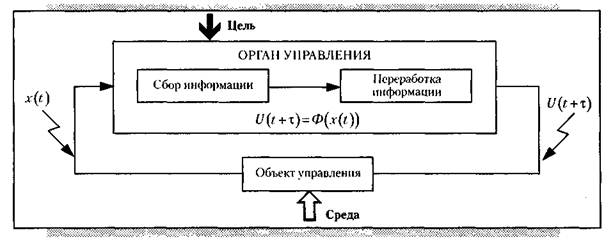 Цель
ОРГАН УПРАВЛЕНИЯ
Сбор информации
Переработка
информации
x(t)
U(t+τ)
U(t+τ)=Φ(x(t))
Объект управления
Среда